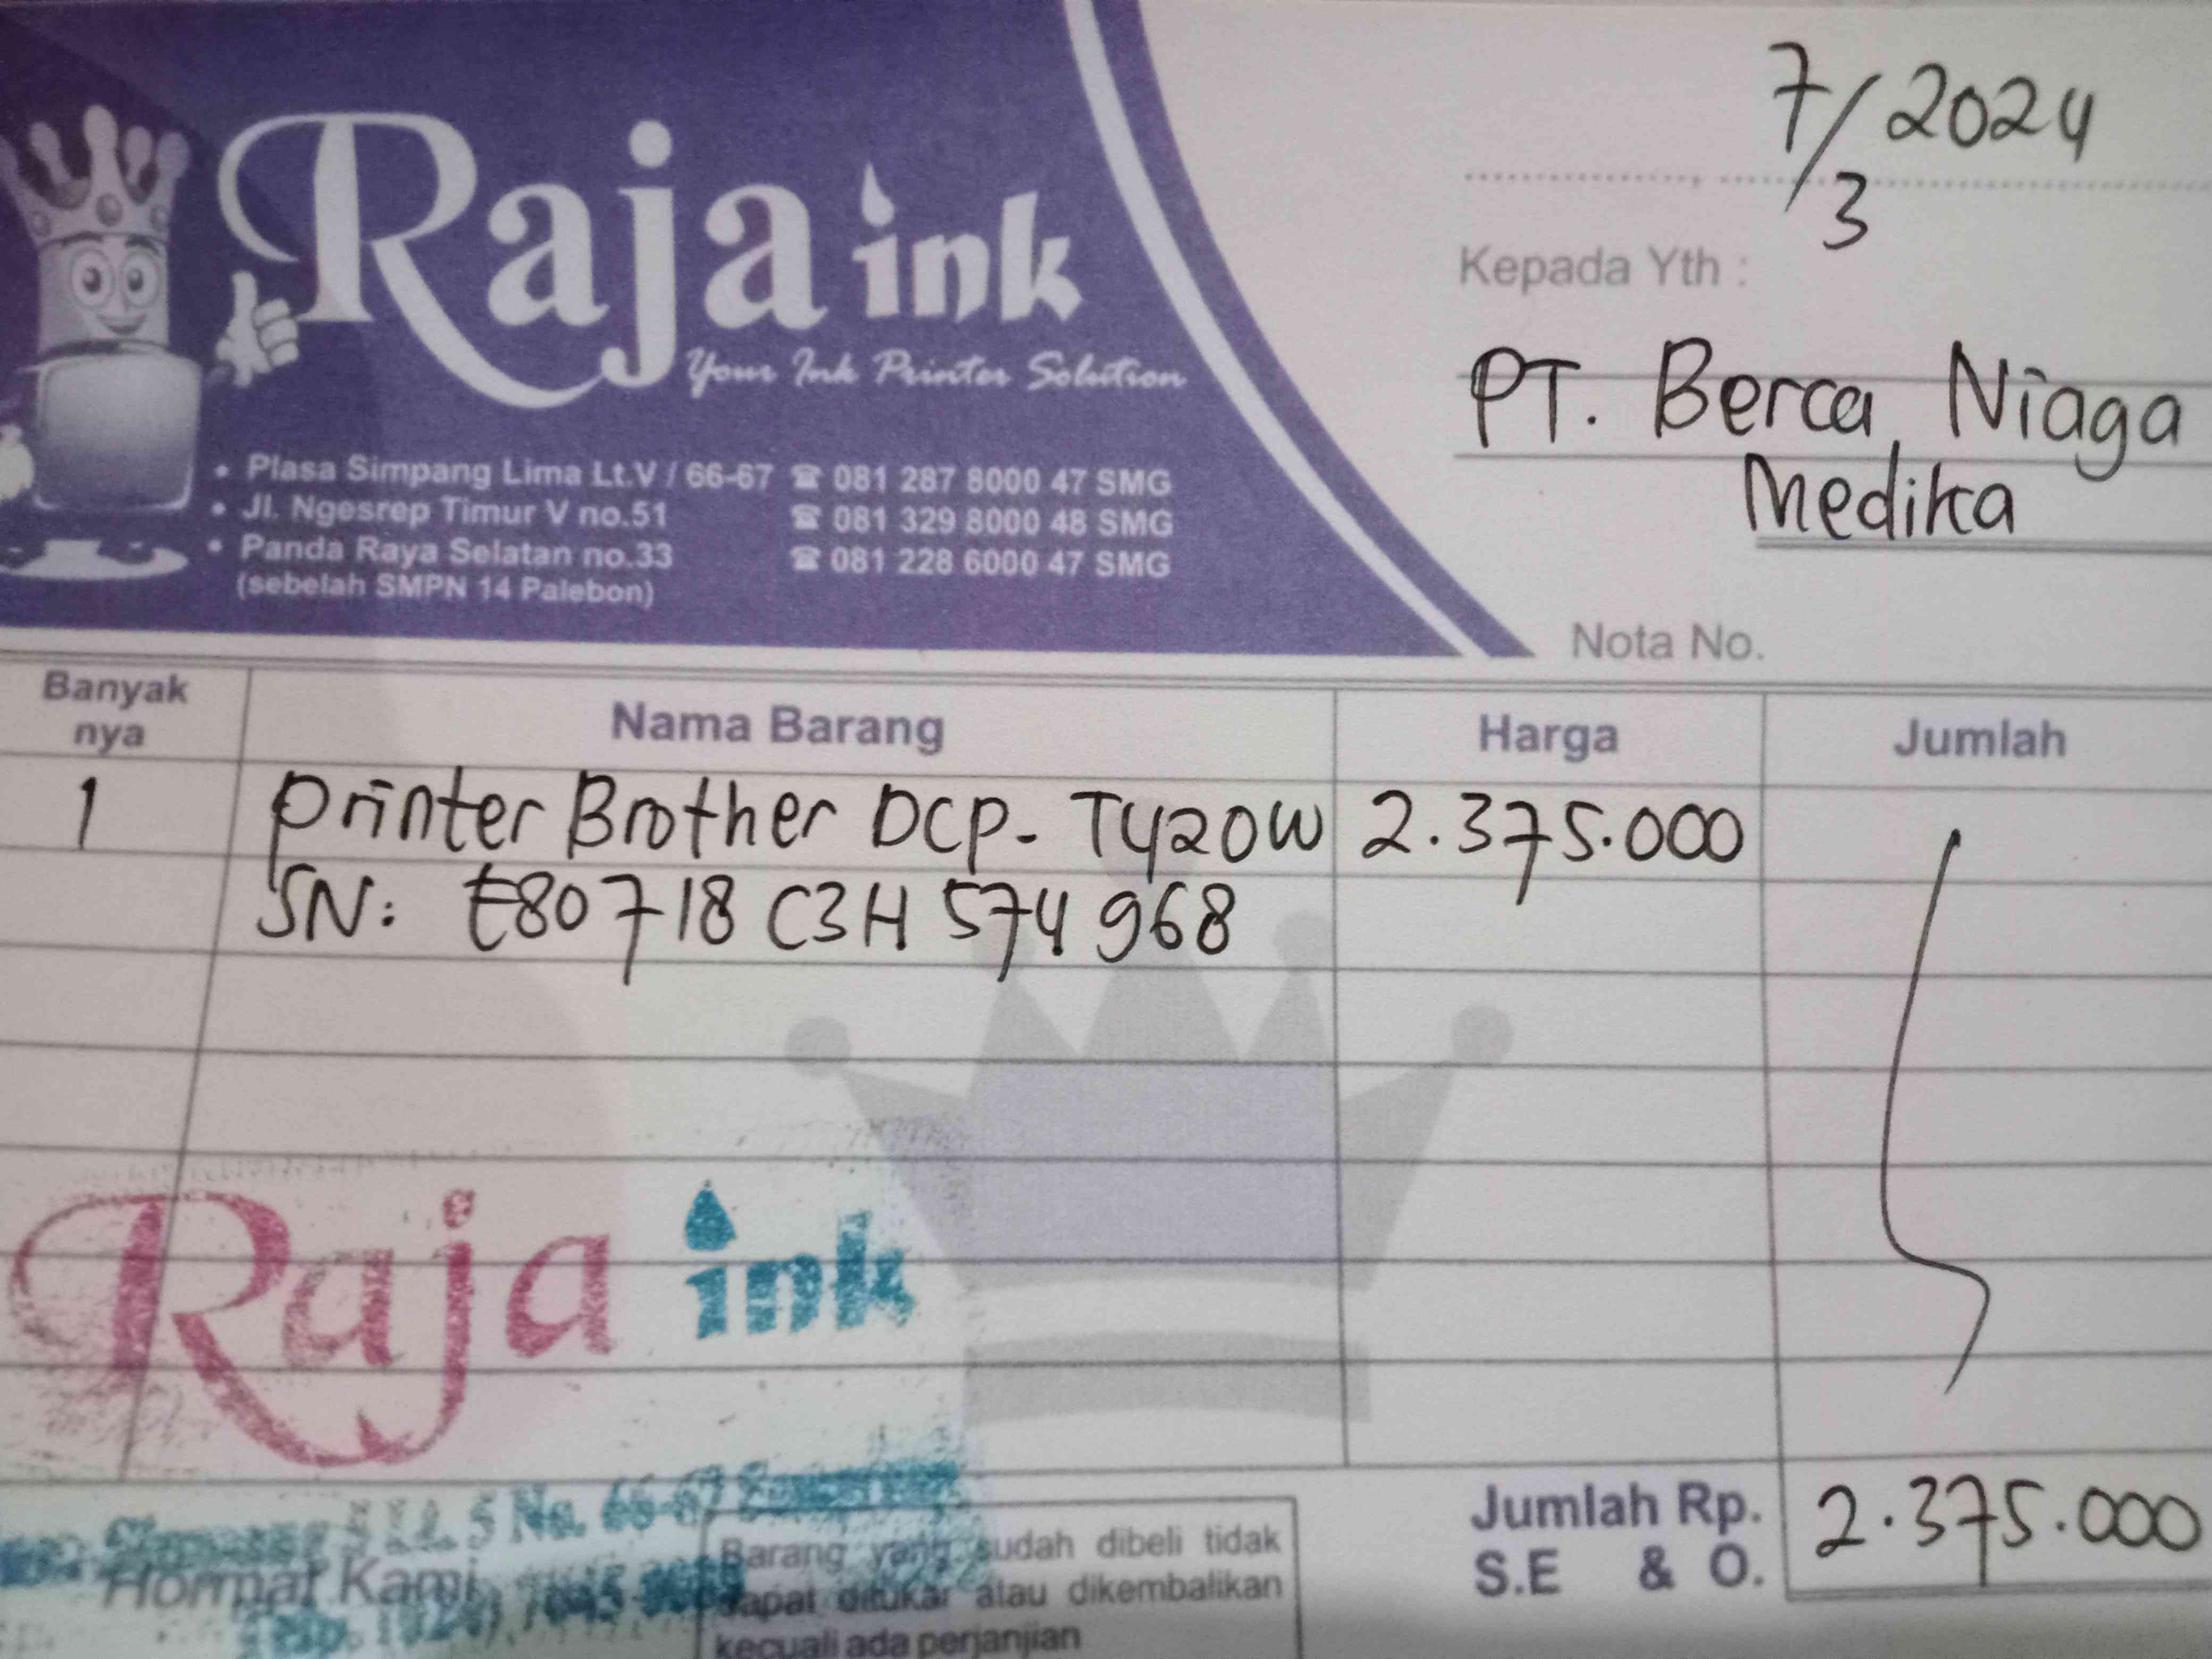 Raja ink
Your Ink Printer Solution
• Plasa Simpang Lima Lt.V / 66-67 ☎ 081 287 8000 47 SMG
• Jl. Ngesrep Timur V no.51 ☎ 081 329 8000 48 SMG
• Panda Raya Selatan no.33 ☎ 081 228 6000 47 SMG
(sebelah SMPN 14 Palebon)
7/3 2024
Kepada Yth :
PT. Berca Niaga
Medika
Nota No.
Banyak nya Nama Barang Harga Jumlah
1 Printer Brother DCP-T420W 2.375.000
SN: E80718C3H574968
Raja ink
5 No. 66-67
Hormat Kami
Barang yang sudah dibeli tidak
dapat ditukar atau dikembalikan
kecuali ada perjanjian
Jumlah Rp. 2.375.000
S.E & O.